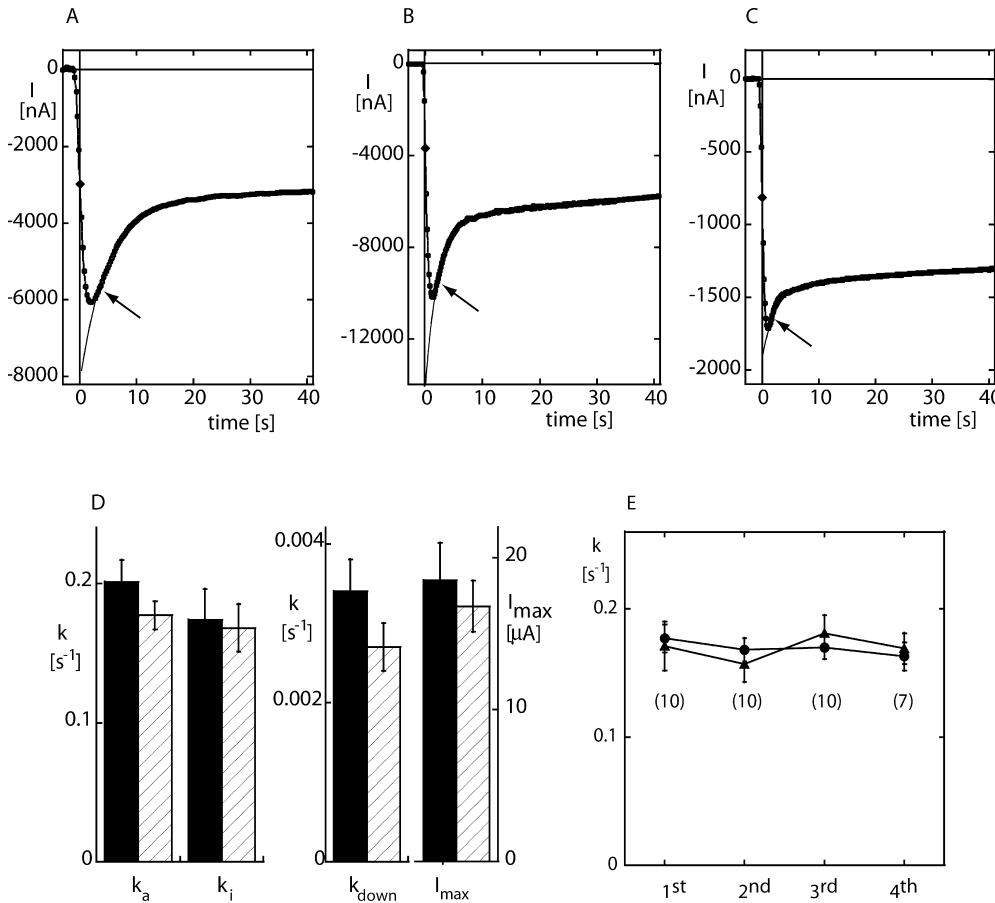 A
B
C
0
I
[nA]
-2000
-4000
-6000
-8000
0 10 20 30 40
time [s]
0
I
[nA]
-4000
-8000
-12000
0 10 20 30 40
time [s]
0
I
[nA]
-500
-1000
-1500
-2000
0 10 20 30 40
time [s]
D
0.2
k
[s⁻¹]
0.1
0
kₐ kᵢ
0.004
k
[s⁻¹]
0.002
0
20
Imax
[µA]
10
0
kdown Imax
E
k
[s⁻¹]
0.2
(10) (10) (10) (7)
0.1
0
1st 2nd 3rd 4th